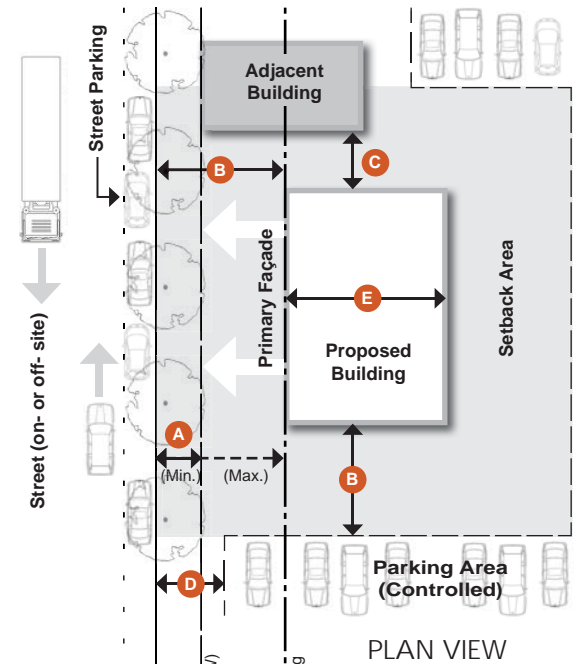 Street Parking
Adjacent
Building
B
C
Street (on- or off- site)
Primary Façade
E
Proposed
Building
Setback Area
A
(Min.)
(Max.)
B
D
Parking Area
(Controlled)
PLAN VIEW